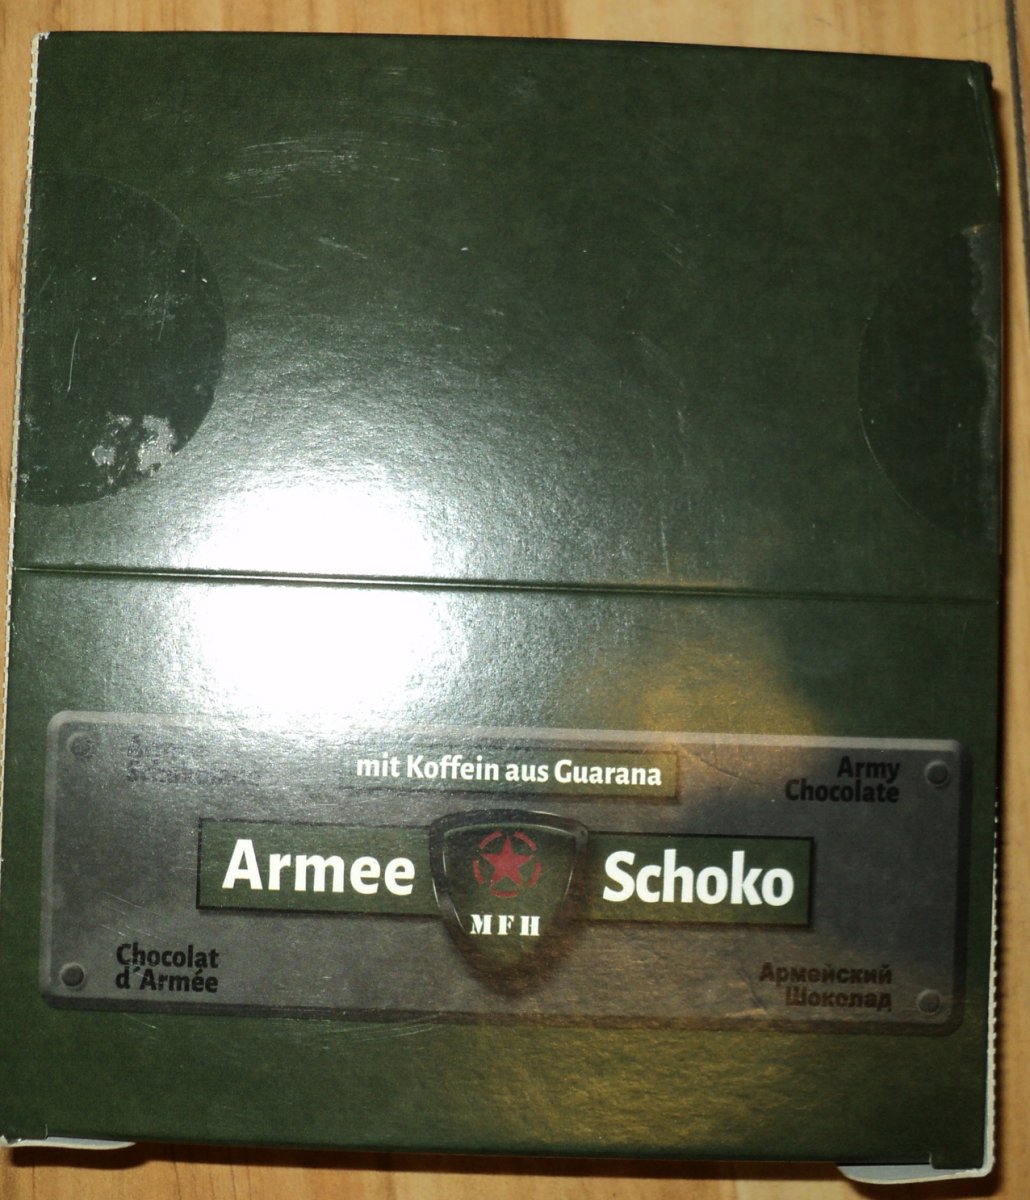 mit Koffein aus Guarana
Army
Chocolate
Armee
Schoko
MFH
Chocolat
d´Armée
Армейский
Шоколад